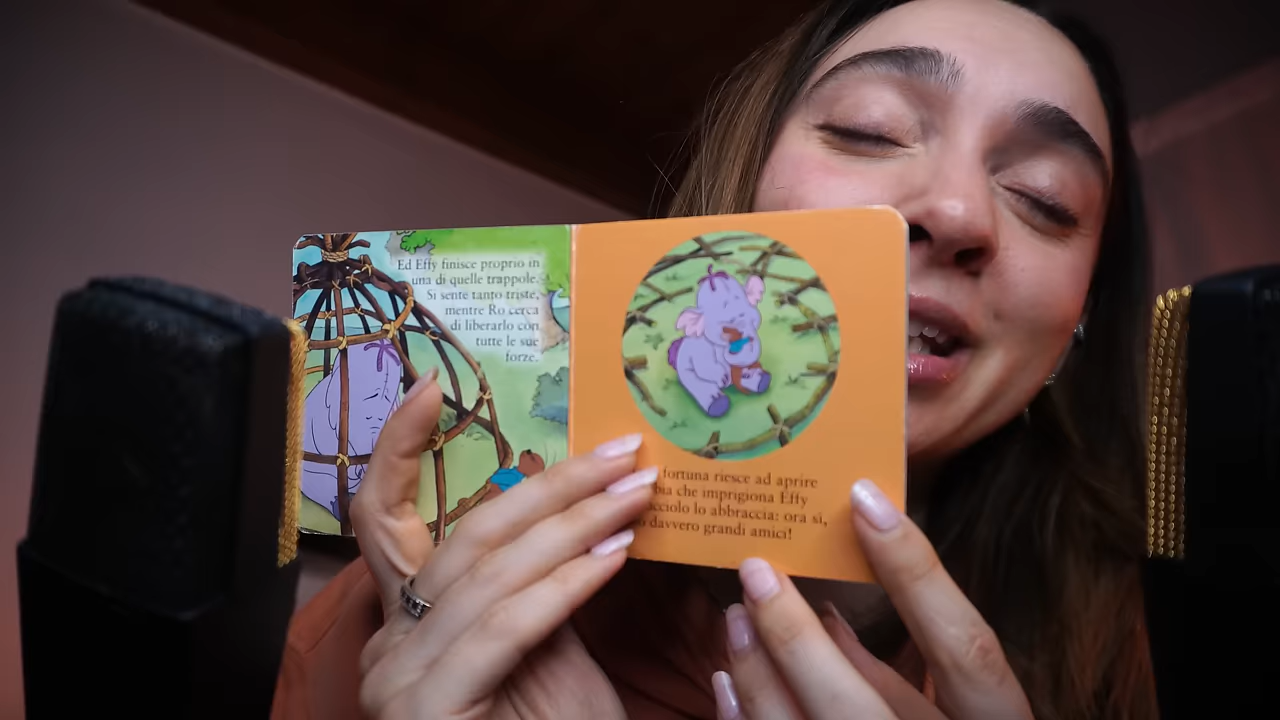 Ed Effy finisce proprio in
una di quelle trappole.
Si sente tanto triste,
mentre Ro cerca
di liberarlo con
tutte le sue
forze.
fortuna riesce ad aprire
che imprigiona Effy
lo abbraccia: ora sì,
davvero grandi amici!